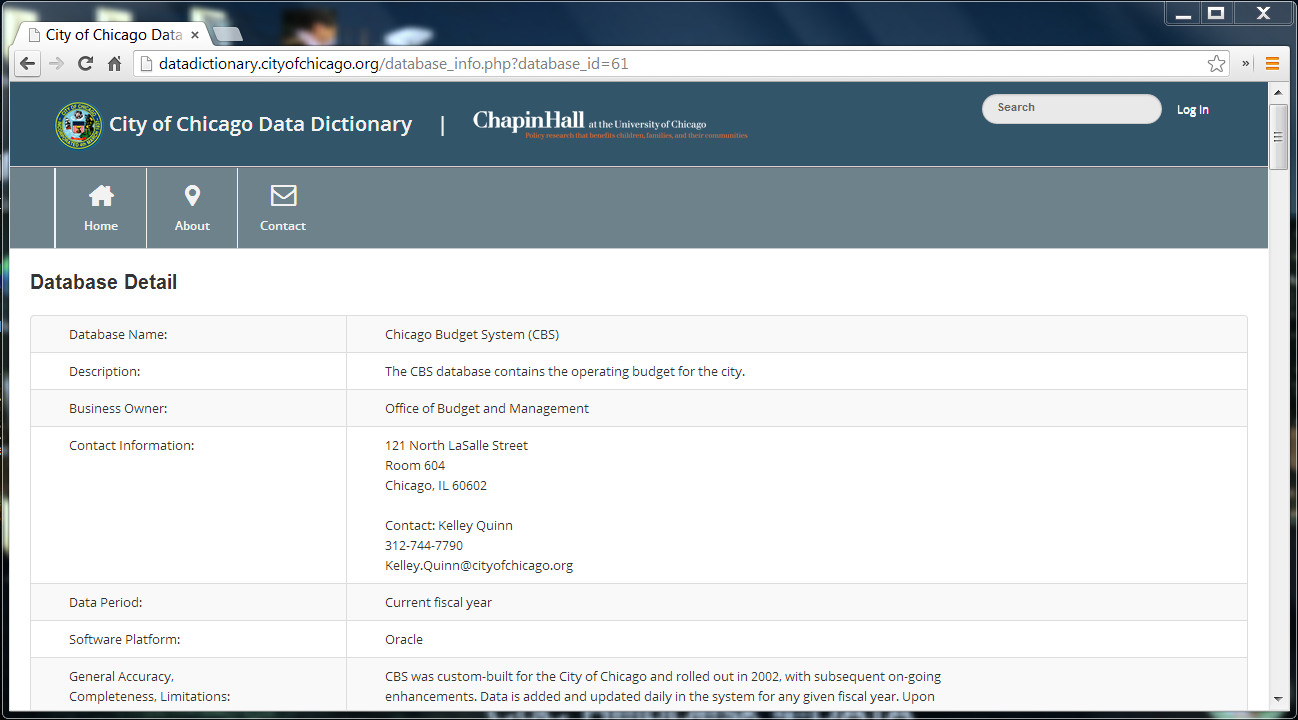 City of Chicago Data
datadictionary.cityofchicago.org/database_info.php?database_id=61
City of Chicago Data Dictionary | ChapinHall at the University of Chicago
Policy research that benefits children, families, and their communities
Search
Log In
Home
About
Contact
Database Detail
Database Name: Chicago Budget System (CBS)
Description: The CBS database contains the operating budget for the city.
Business Owner: Office of Budget and Management
Contact Information: 121 North LaSalle Street
Room 604
Chicago, IL 60602
Contact: Kelley Quinn
312-744-7790
Kelley.Quinn@cityofchicago.org
Data Period: Current fiscal year
Software Platform: Oracle
General Accuracy, CBS was custom-built for the City of Chicago and rolled out in 2002, with subsequent on-going
Completeness, Limitations: enhancements. Data is added and updated daily in the system for any given fiscal year. Upon